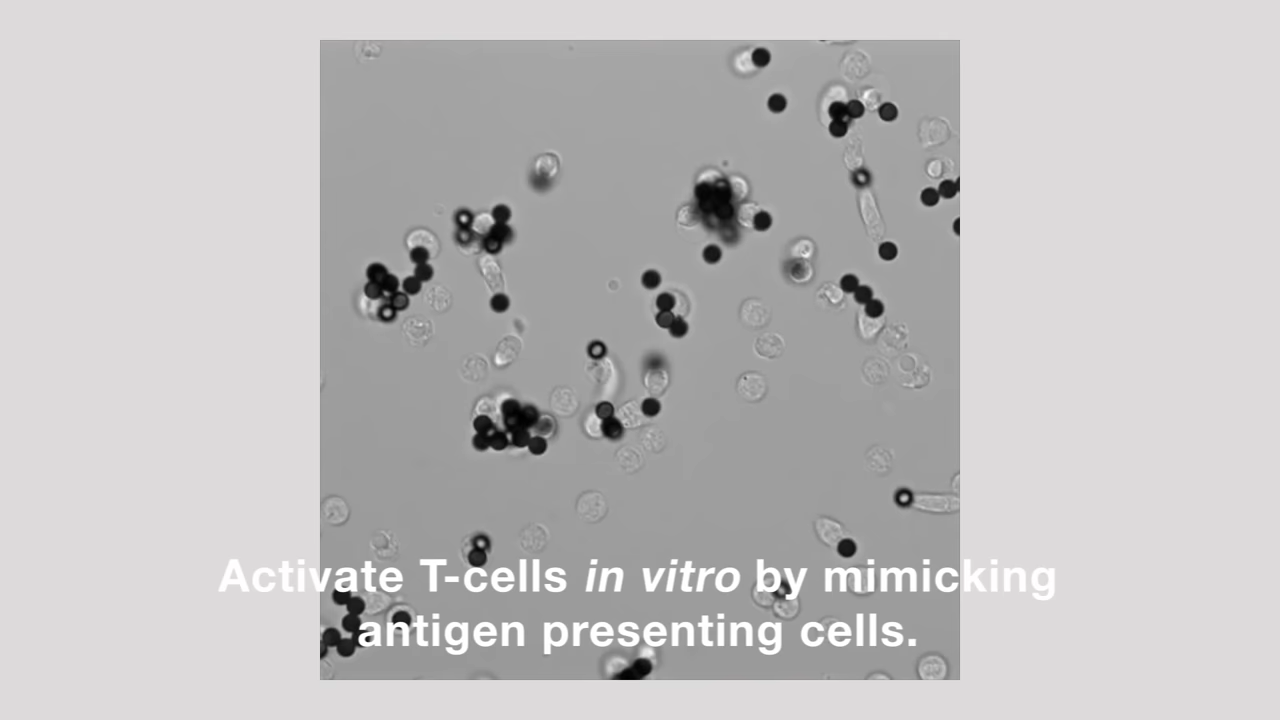 Activate T-cells in vitro by mimicking
antigen presenting cells.